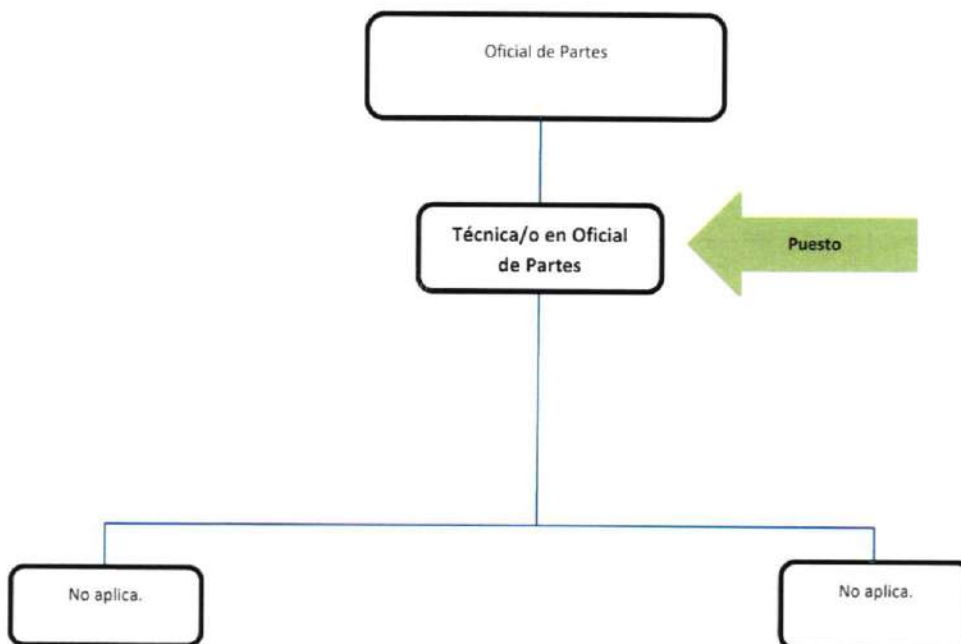 Oficial de Partes
Técnica/o en Oficial
de Partes
Puesto
No aplica.
No aplica.